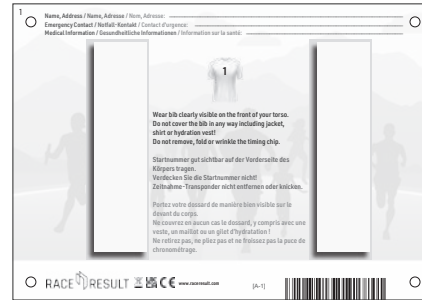 1
Name, Address / Name, Adresse / Nom, Adresse:
Emergency Contact / Notfall-Kontakt / Contact d'urgence:
Medical Information / Gesundheitliche Informationen / Information sur la santé:
1
Wear bib clearly visible on the front of your torso.
Do not cover the bib in any way including jacket,
shirt or hydration vest!
Do not remove, fold or wrinkle the timing chip.
Startnummer gut sichtbar auf der Vorderseite des
Körpers tragen.
Verdecken Sie die Startnummer nicht!
Zeitnahme-Transponder nicht entfernen oder knicken.
Portez votre dossard de manière bien visible sur le
devant du corps.
Ne couvrez en aucun cas le dossard, y compris avec une
veste, un maillot ou un gilet d'hydratation !
Ne retirez pas, ne pliez pas et ne froissez pas la puce de
chronométrage.
RACE RESULT CE www.raceresult.com [A-1]